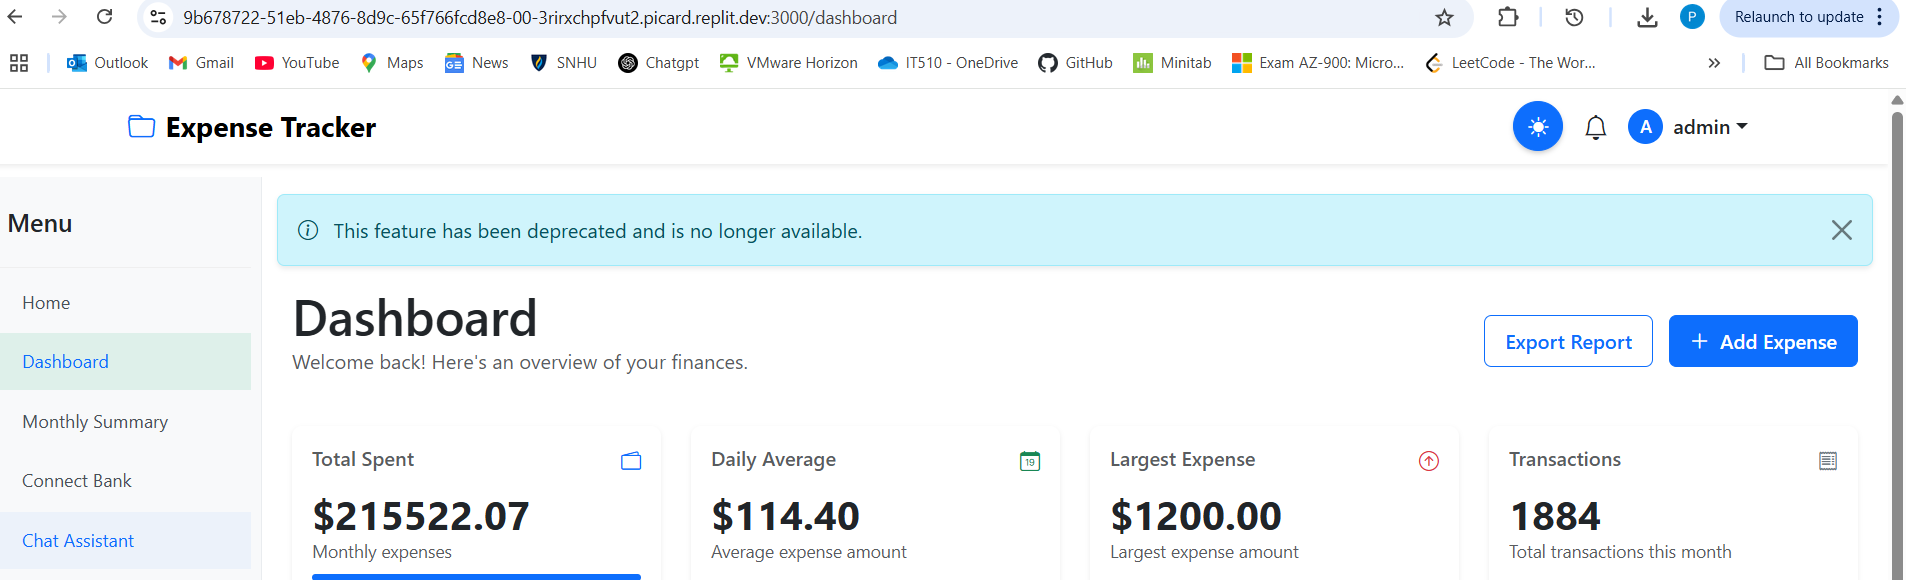 9b678722-51eb-4876-8d9c-65f766fcd8e8-00-3rirxchpfvut2.picard.replit.dev:3000/dashboard
P
Relaunch to update
Outlook
Gmail
YouTube
Maps
News
SNHU
Chatgpt
VMware Horizon
IT510 - OneDrive
GitHub
Minitab
Exam AZ-900: Micro...
LeetCode - The Wor...
»
All Bookmarks
Expense Tracker
A
admin
Menu
Home
Dashboard
Monthly Summary
Connect Bank
Chat Assistant
This feature has been deprecated and is no longer available.
Dashboard
Welcome back! Here's an overview of your finances.
Export Report
+ Add Expense
Total Spent
$215522.07
Monthly expenses
Daily Average
19
$114.40
Average expense amount
Largest Expense
$1200.00
Largest expense amount
Transactions
1884
Total transactions this month